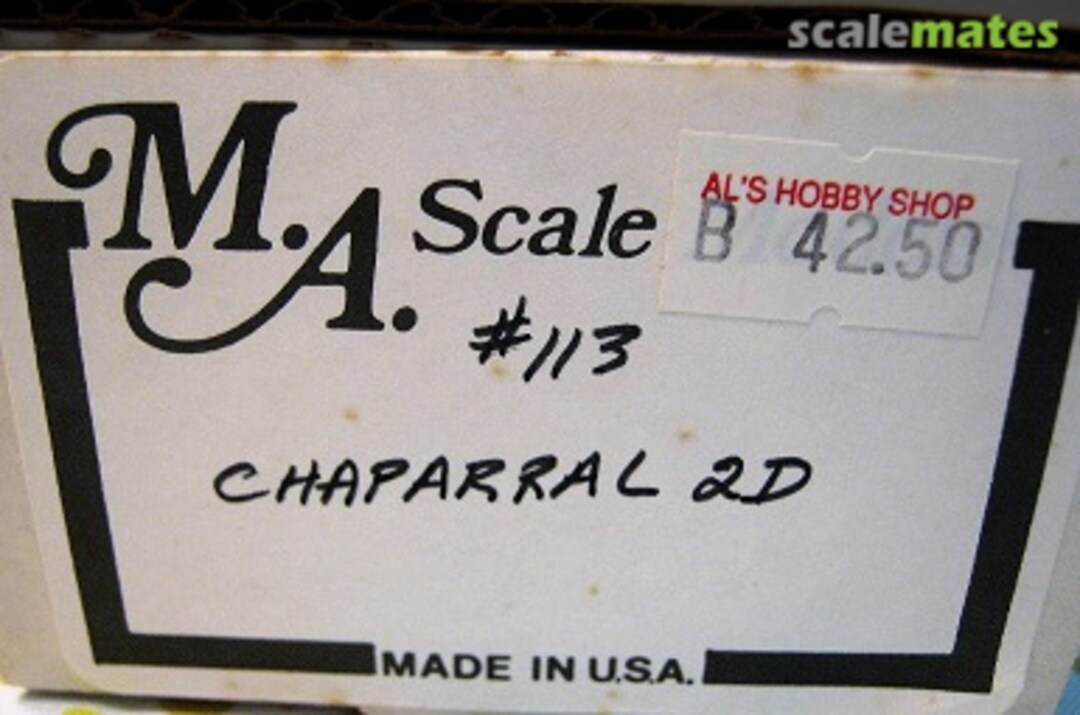 scalemates
M.A. Scale
AL'S HOBBY SHOP
B 42.50
#113
CHAPARRAL 2D
MADE IN U.S.A.